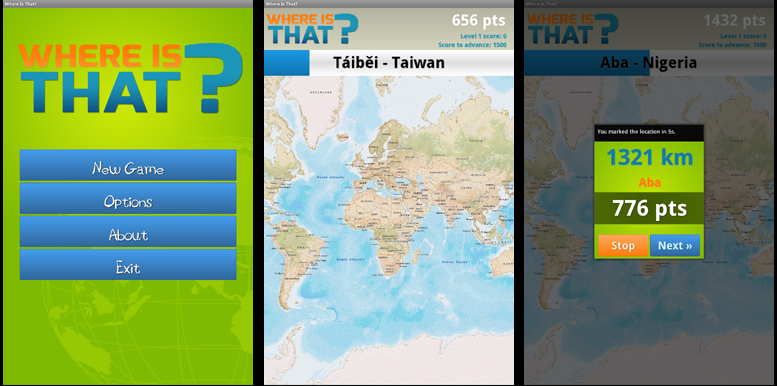 Where Is That?
WHERE IS
THAT?
New Game
Options
About
Exit
Where Is That?
WHERE IS
THAT?
656 pts
Level 1 score: 0
Score to advance: 1500
Táiběi - Taiwan
Where Is That?
WHERE IS
THAT?
1432 pts
Level 1 score: 0
Score to advance: 1500
Aba - Nigeria
You marked the location in 5s.
1321 km
Aba
776 pts
Stop
Next »